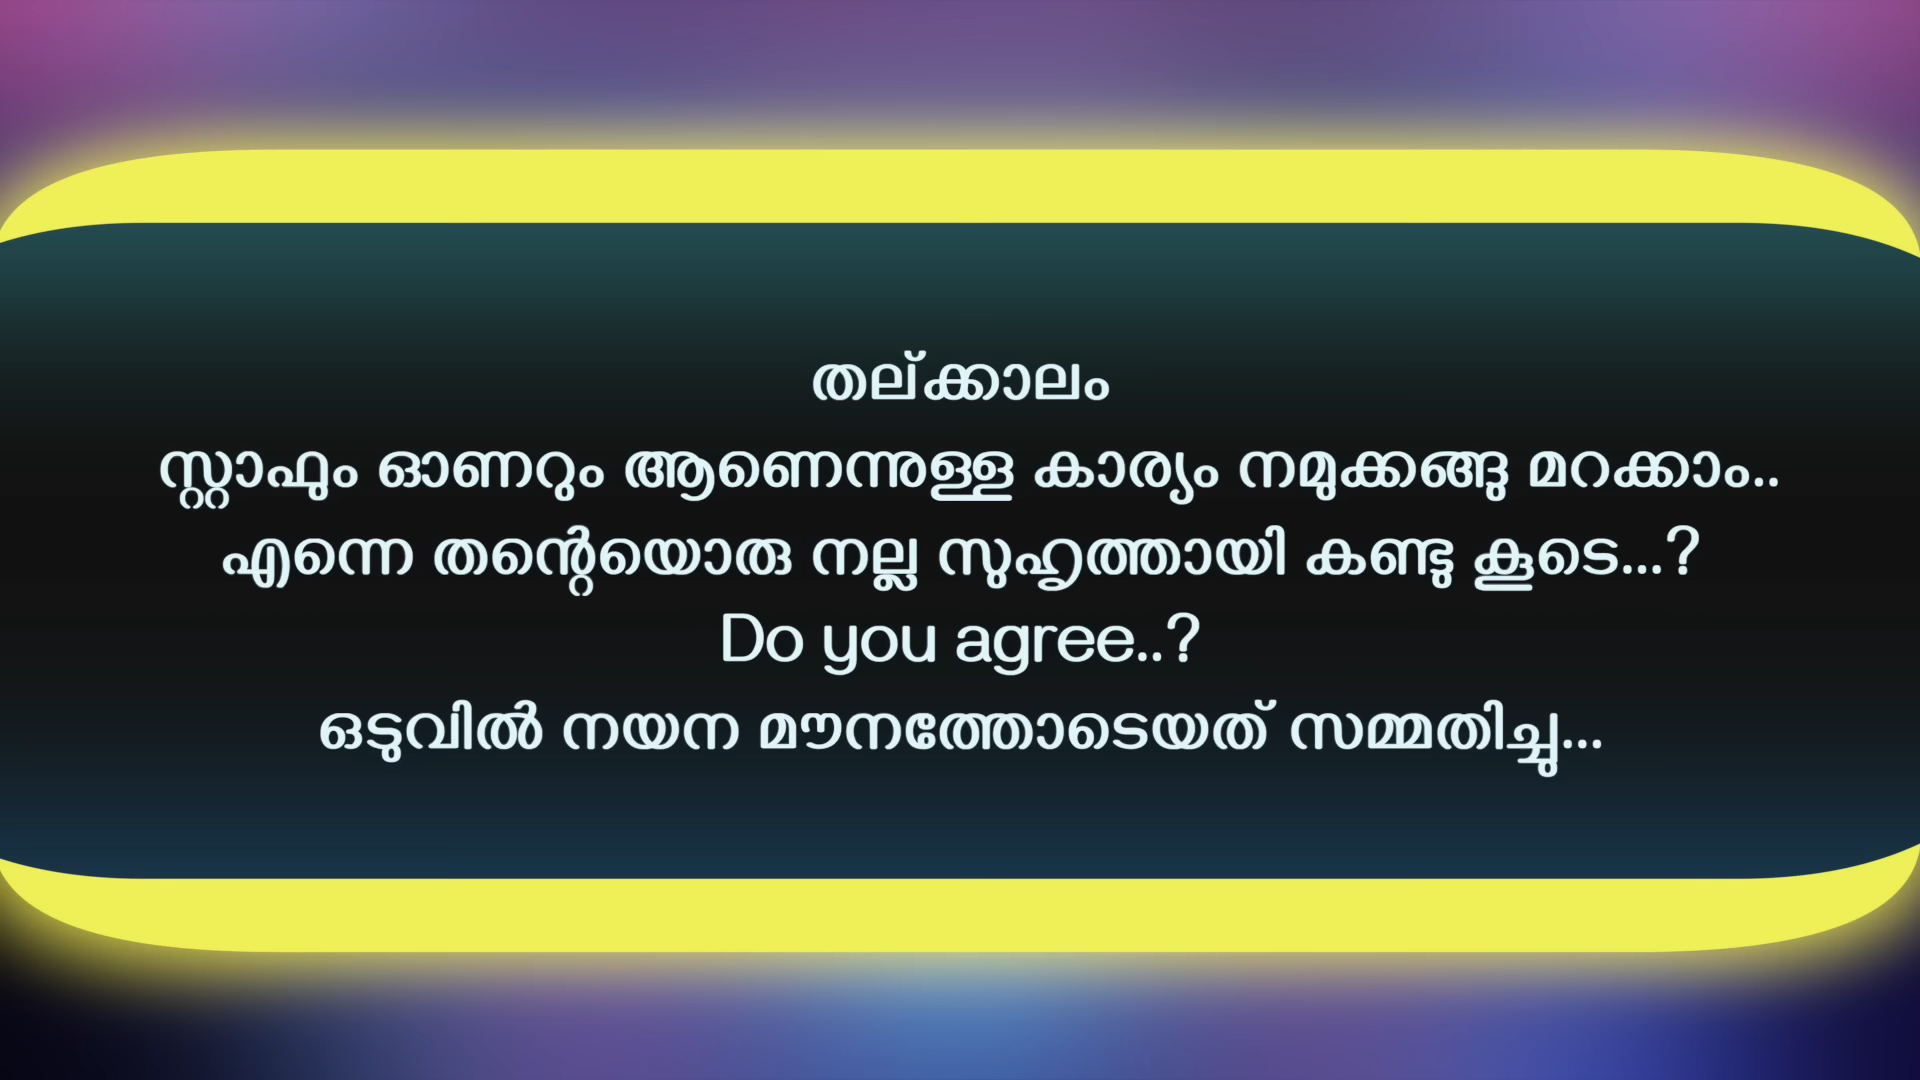 തല്ക്കാലം
സ്റ്റാഫും ഓണറും ആണെന്നുള്ള കാര്യം നമുക്കങ്ങു മറക്കാം..
എന്നെ തന്റെയൊരു നല്ല സുഹൃത്തായി കണ്ടു കൂടെ...?
Do you agree..?
ഒടുവിൽ നയന മൗനത്തോടെയത് സമ്മതിച്ചു...